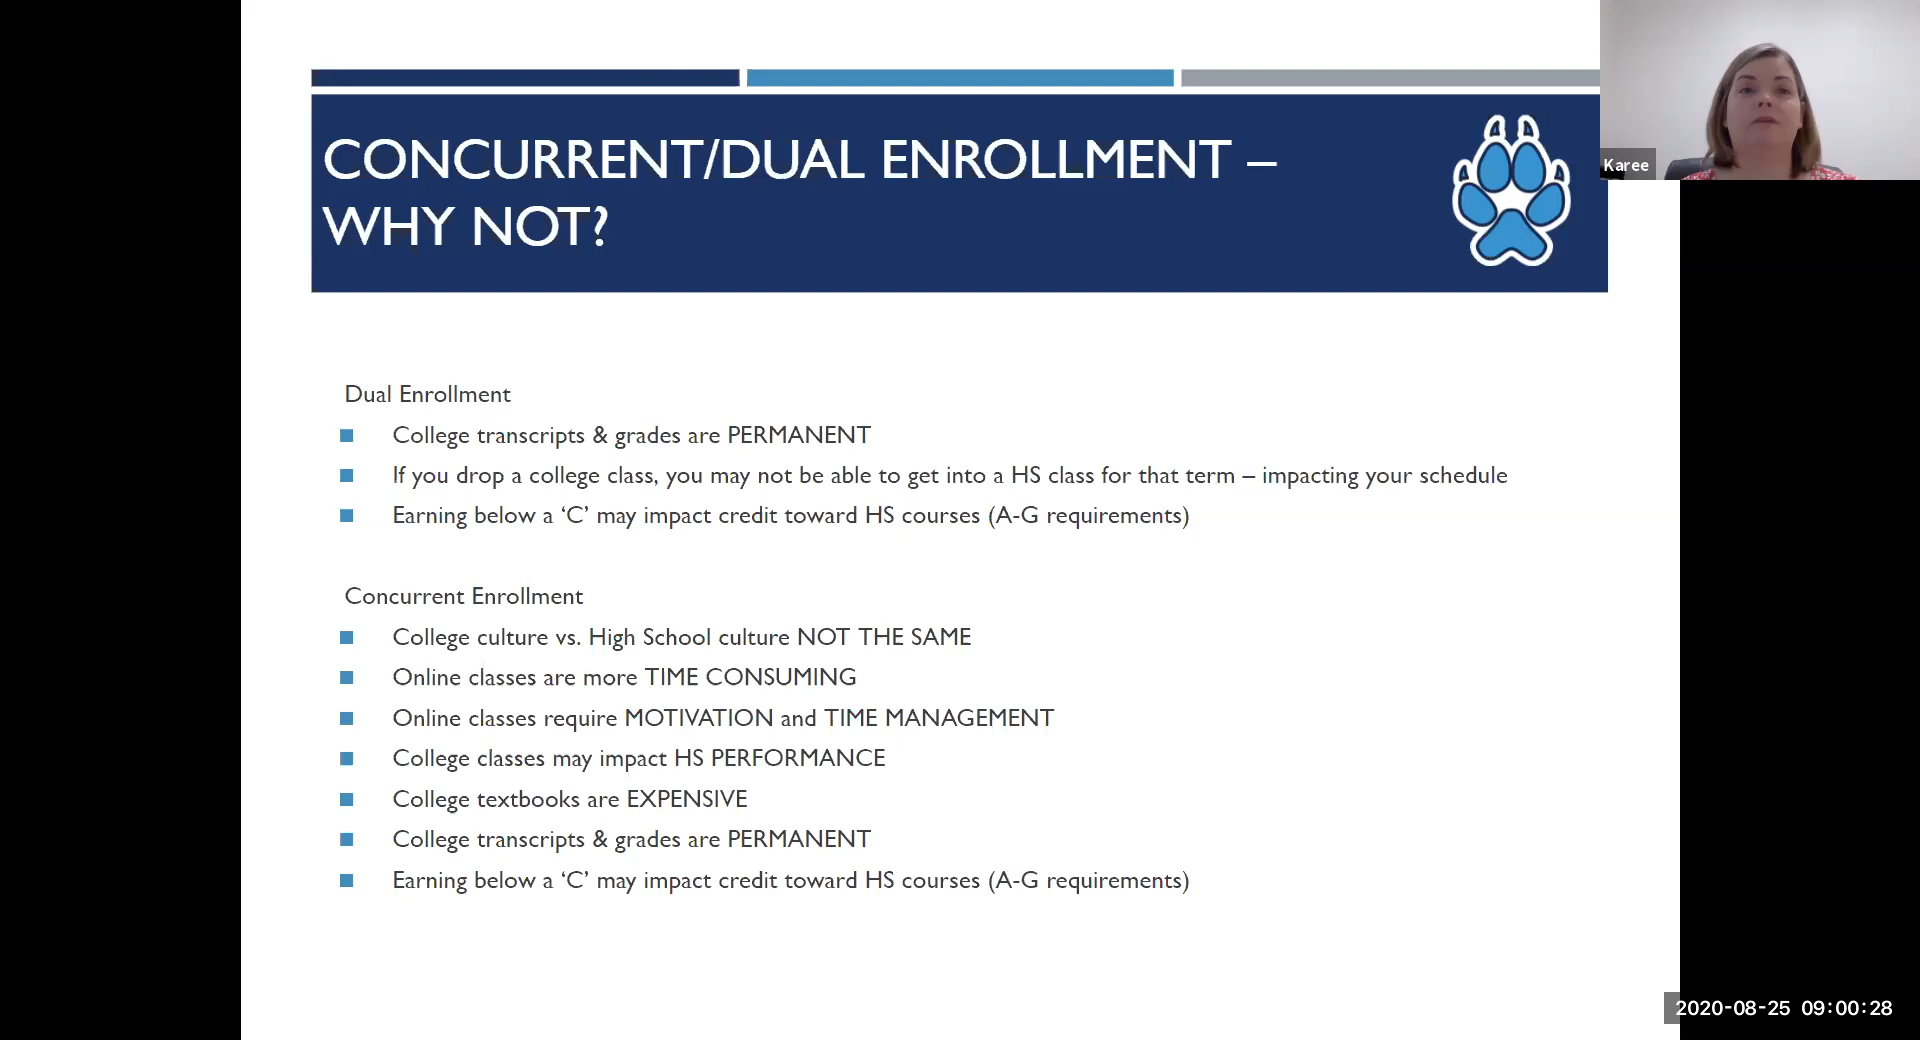 CONCURRENT/DUAL ENROLLMENT –
WHY NOT?
Karee
Dual Enrollment
College transcripts & grades are PERMANENT
If you drop a college class, you may not be able to get into a HS class for that term – impacting your schedule
Earning below a ‘C’ may impact credit toward HS courses (A-G requirements)
Concurrent Enrollment
College culture vs. High School culture NOT THE SAME
Online classes are more TIME CONSUMING
Online classes require MOTIVATION and TIME MANAGEMENT
College classes may impact HS PERFORMANCE
College textbooks are EXPENSIVE
College transcripts & grades are PERMANENT
Earning below a ‘C’ may impact credit toward HS courses (A-G requirements)
2020-08-25 09:00:28